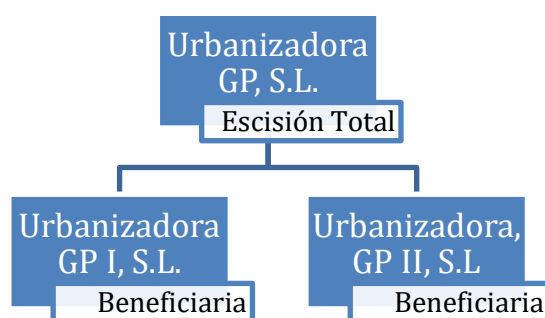 Urbanizadora
GP, S.L.
Escisión Total
Urbanizadora
GP I, S.L.
Beneficiaria
Urbanizadora,
GP II, S.L
Beneficiaria